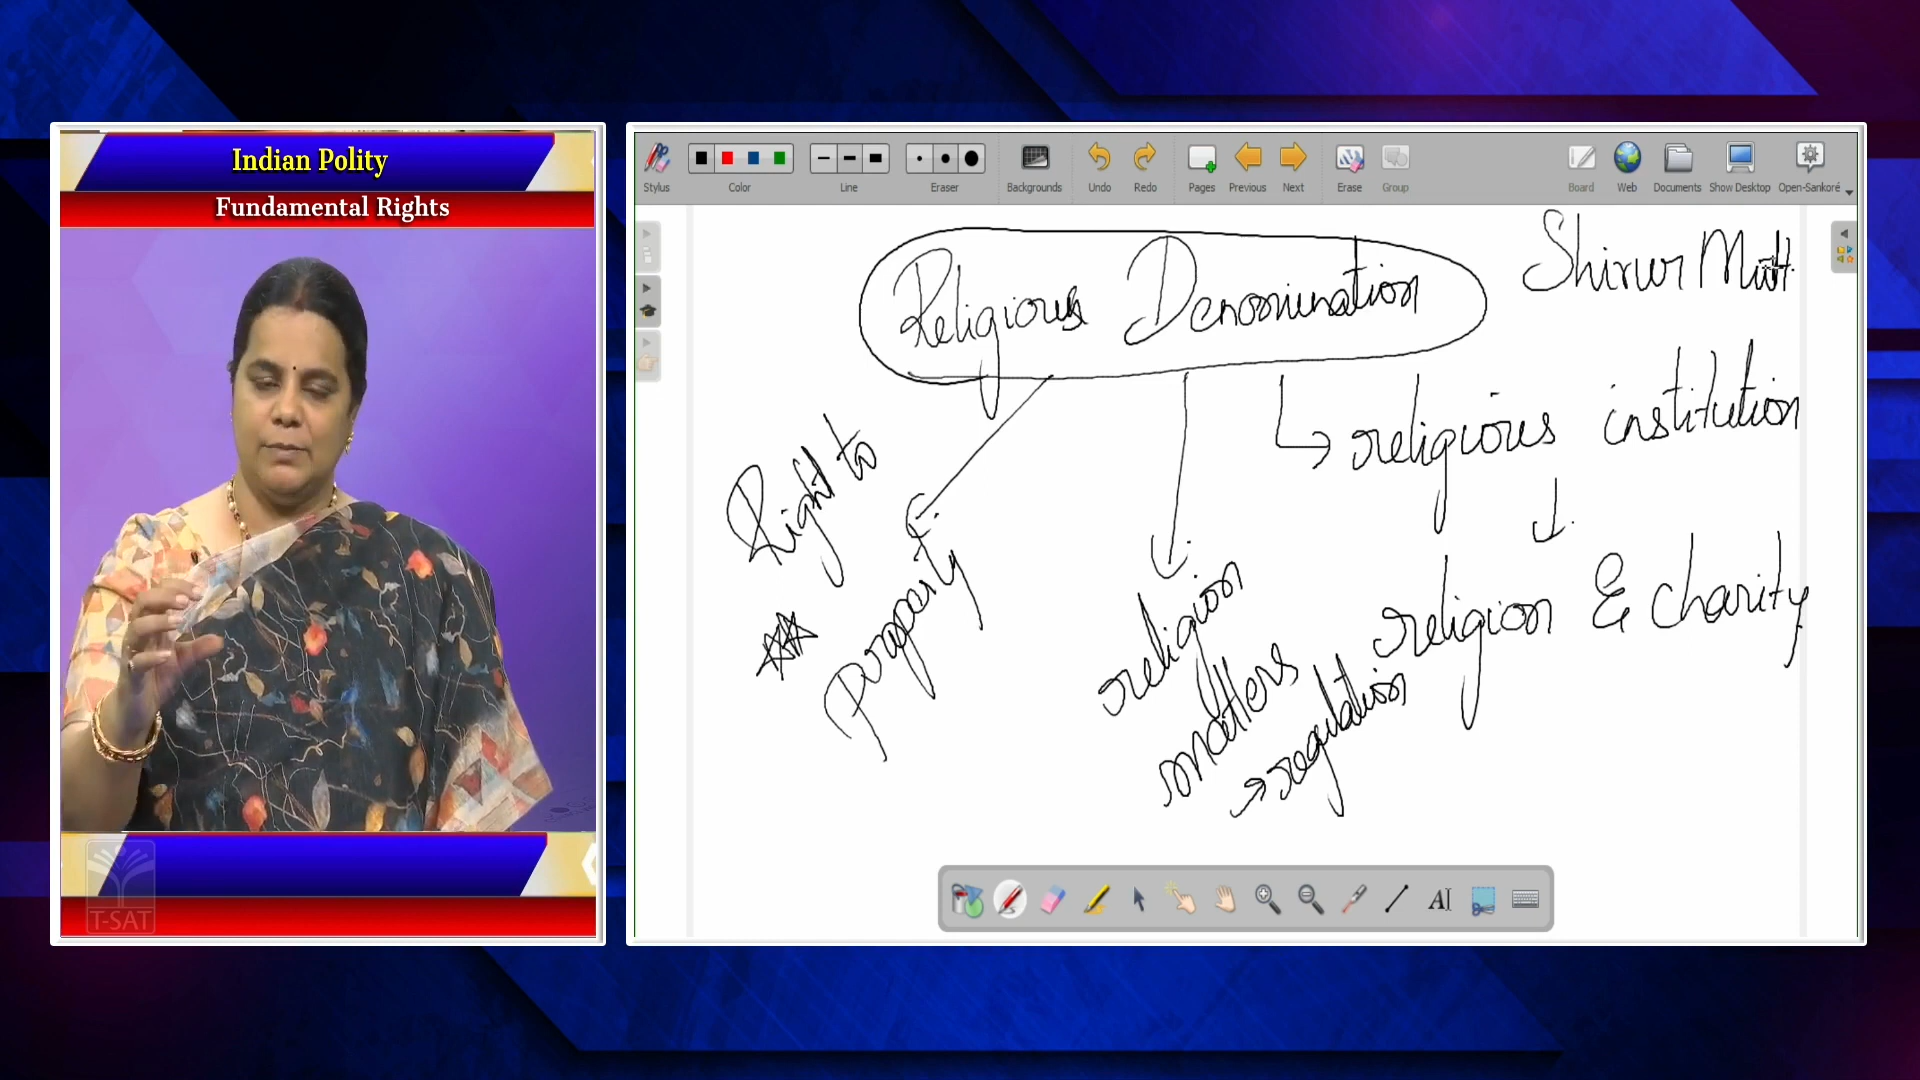 Indian Polity
Fundamental Rights
T-SAT
Stylus
Color
Line
Eraser
Backgrounds
Undo
Redo
Pages
Previous
Next
Erase
Group
Board
Web
Documents
Show Desktop
Open-Sankoré
Shirur Mutt.
Religious Denomination
religious institution
religion & charity
Right to
property
religion
matters
regulation